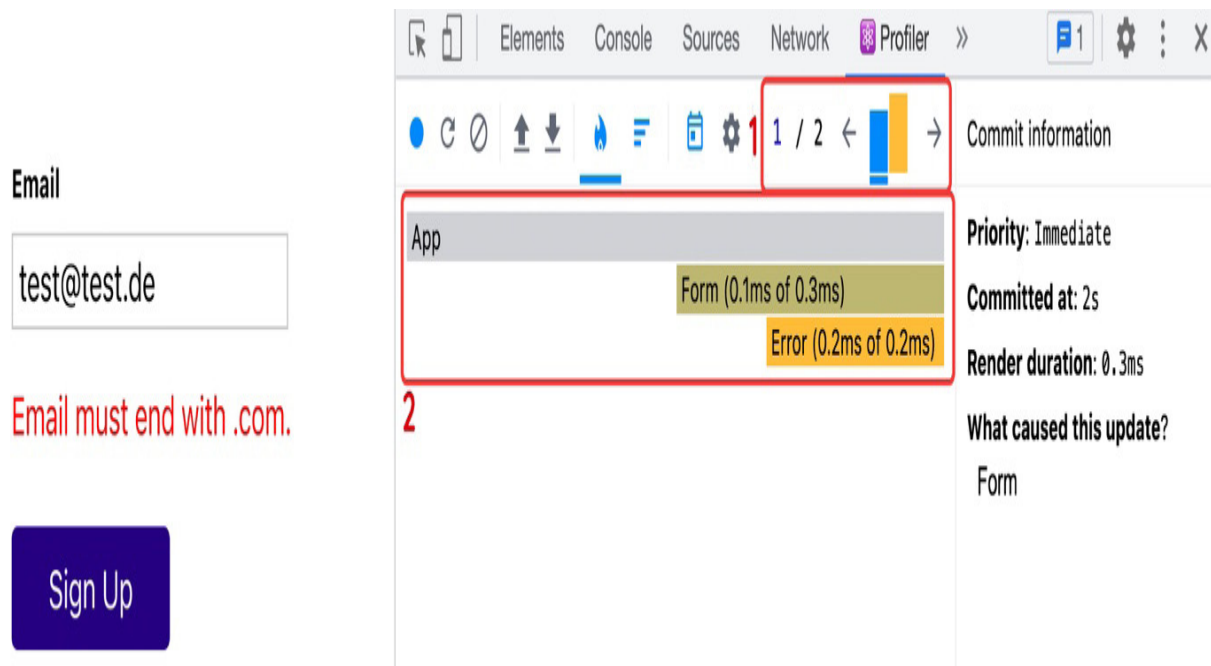 Email
test@test.de
Email must end with .com.
Sign Up
Elements Console Sources Network Profiler » 1
1 1 / 2
Commit information
App
Form (0.1ms of 0.3ms)
Error (0.2ms of 0.2ms)
2
Priority: Immediate
Committed at: 2s
Render duration: 0.3ms
What caused this update?
Form